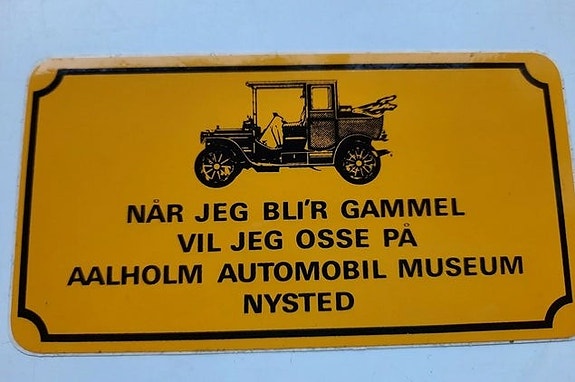 NÅR JEG BLI'R GAMMEL
VIL JEG OSSE PÅ
AALHOLM AUTOMOBIL MUSEUM
NYSTED